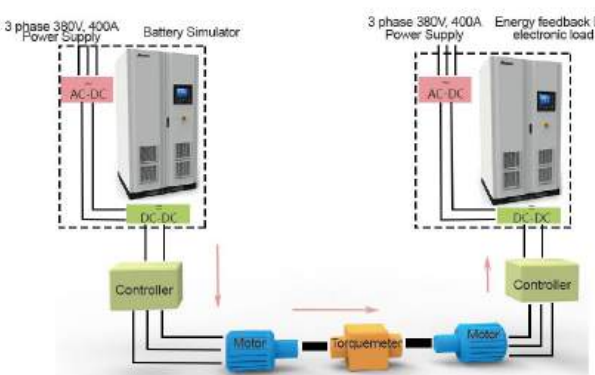 3 phase 380V, 400A
Power Supply
Battery Simulator
AC-DC
DC-DC
Controller
Motor
Torquemeter
3 phase 380V, 400A
Power Supply
Energy feedback
electronic load
AC-DC
DC-DC
Controller
Motor